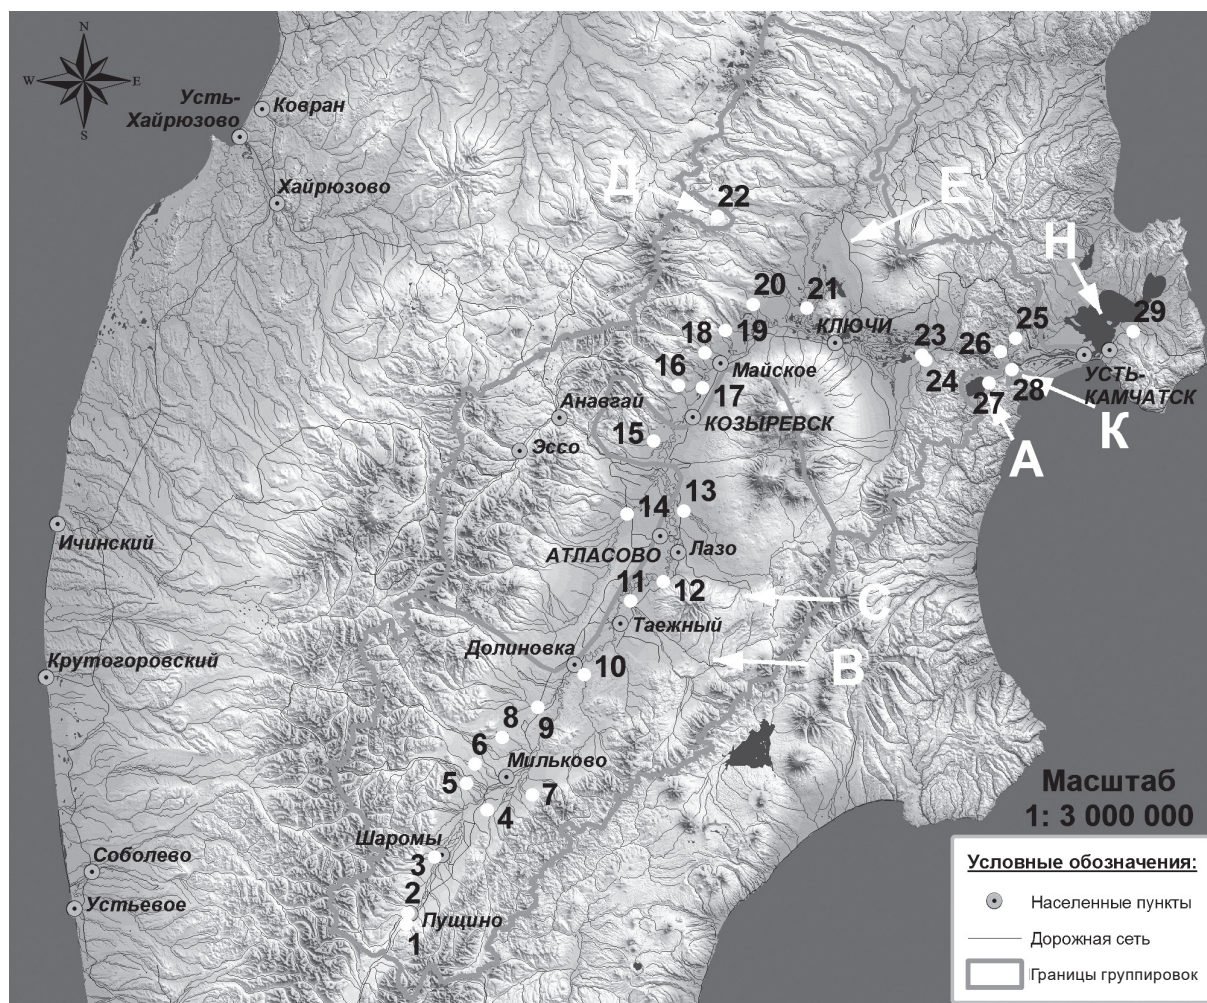 N
W
E
S
Усть-
Хайрюзово
Ковран
Хайрюзово
Д
22
Е
Н
20
21
КЛЮЧИ
18
19
23
25
29
16
Майское
26
24
УСТЬ-
КАМЧАТСК
17
27
28
Анавгай
КОЗЫРЕВСК
К
Эссо
15
А
13
14
Ичинский
АТЛАСОВО
Лазо
11
12
С
Таежный
Долиновка
Крутогоровский
10
В
8
9
6
Мильково
5
7
4
Масштаб
1: 3 000 000
Шаромы
3
Соболево
2
Устьевое
Пущино
1
Условные обозначения:
Населенные пункты
Дорожная сеть
Границы группировок